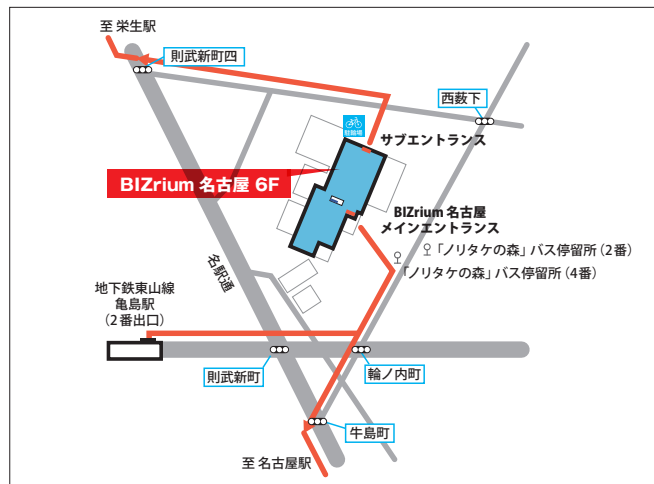 至 栄生駅
則武新町四
西薮下
駐輪場
サブエントランス
BIZrium 名古屋 6F
BIZrium 名古屋
メインエントランス
「ノリタケの森」バス停留所（2番）
「ノリタケの森」バス停留所（4番）
名駅通
地下鉄東山線
亀島駅
（2番出口）
則武新町
輪ノ内町
牛島町
至 名古屋駅